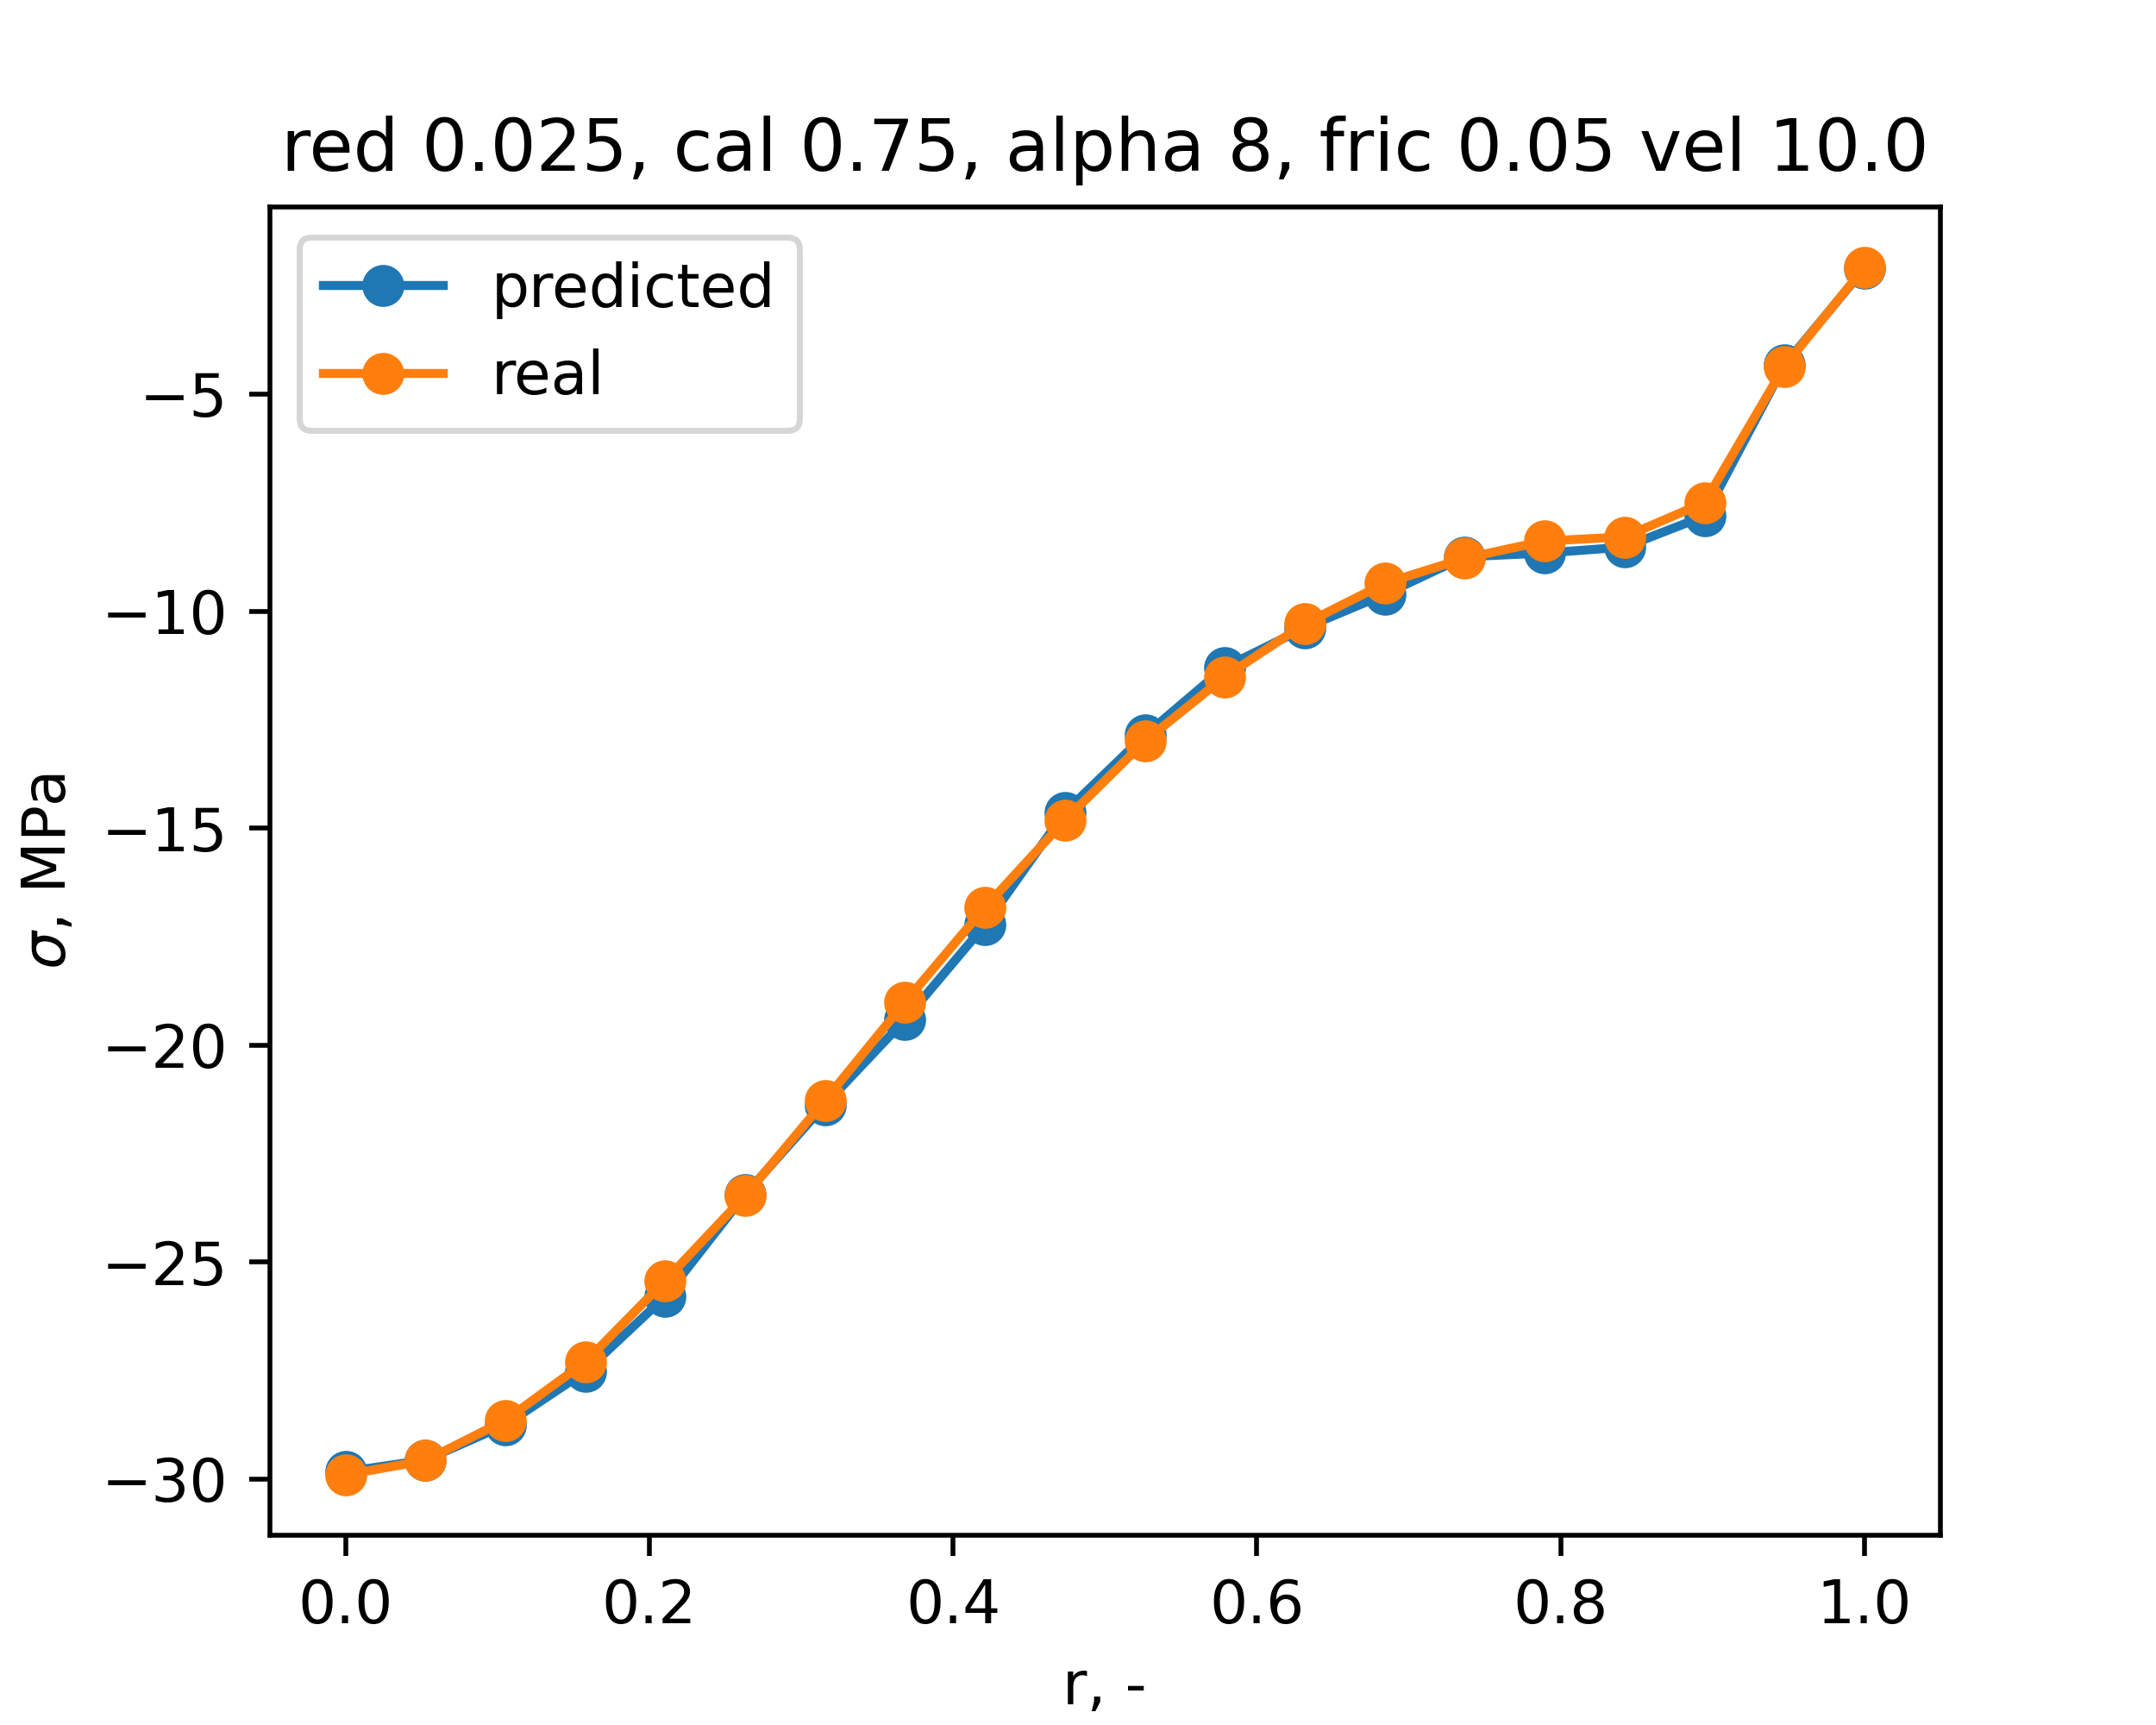 red 0.025, cal 0.75, alpha 8, fric 0.05 vel 10.0
predicted
real
−5
−10
−15
−20
−25
−30
σ, MPa
0.0 0.2 0.4 0.6 0.8 1.0
r, -